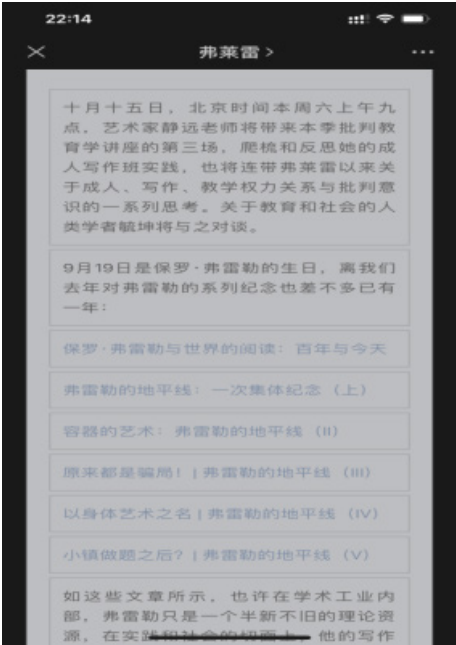 22:14
弗莱雷 >
十月十五日，北京时间本周六上午九
点，艺术家静远老师将带来本季批判教
育学讲座的第三场，爬梳和反思她的成
人写作班实践，也将连带弗莱雷以来关
于成人、写作、教学权力关系与批判意
识的一系列思考。关于教育和社会的人
类学者毓坤将与之对谈。
9月19日是保罗·弗雷勒的生日，离我们
去年对弗雷勒的系列纪念也差不多已有
一年：
保罗·弗雷勒与世界的阅读：百年与今天
弗雷勒的地平线：一次集体纪念（上）
容器的艺术：弗雷勒的地平线（II）
原来都是骗局！| 弗雷勒的地平线（III）
以身体艺术之名 | 弗雷勒的地平线（IV）
小镇做题之后？| 弗雷勒的地平线（V）
如这些文章所示，也许在学术工业内
部，弗雷勒只是一个半新不旧的理论资
源，在实践和社会的切面上，他的写作